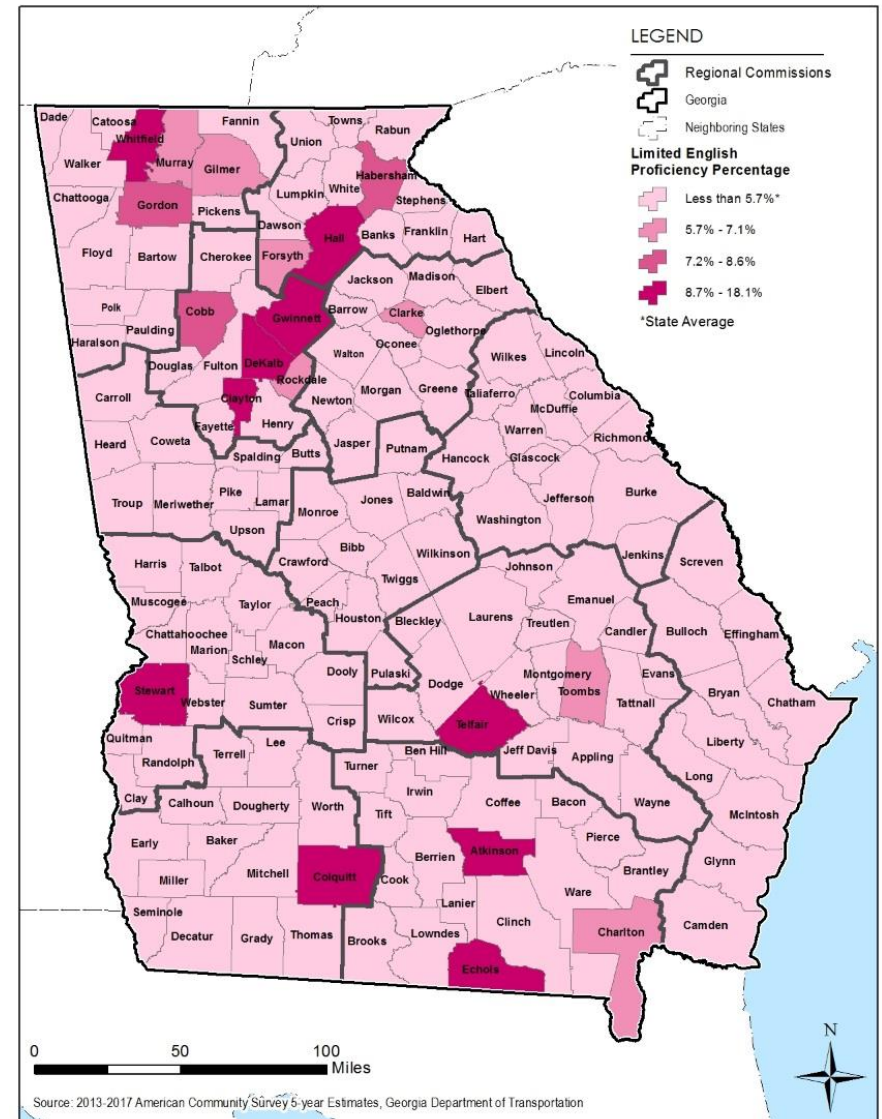 LEGEND
Regional Commissions
Georgia
Neighboring States
Limited English
Proficiency Percentage
Less than 5.7%*
5.7% - 7.1%
7.2% - 8.6%
8.7% - 18.1%
*State Average
Dade
Catoosa
Whitfield
Fannin
Towns
Rabun
Union
Walker
Murray
Gilmer
Habersham
White
Lumpkin
Stephens
Chattooga
Gordon
Pickens
Dawson
Hall
Banks
Franklin
Hart
Floyd
Bartow
Cherokee
Forsyth
Jackson
Madison
Elbert
Polk
Cobb
Gwinnett
Barrow
Clarke
Oglethorpe
Paulding
Haralson
Oconee
Wilkes
Lincoln
Douglas
Fulton
DeKalb
Walton
Rockdale
Carroll
Clayton
Newton
Morgan
Greene
Taliaferro
Columbia
McDuffie
Fayette
Henry
Warren
Richmond
Heard
Coweta
Spalding
Butts
Jasper
Putnam
Hancock
Glascock
Troup
Meriwether
Pike
Lamar
Monroe
Jones
Baldwin
Jefferson
Burke
Upson
Washington
Bibb
Wilkinson
Jenkins
Screven
Harris
Talbot
Crawford
Twiggs
Johnson
Muscogee
Taylor
Peach
Houston
Bleckley
Laurens
Emanuel
Treutlen
Candler
Bulloch
Effingham
Chattahoochee
Marion
Macon
Schley
Dooly
Pulaski
Dodge
Montgomery
Evans
Stewart
Webster
Sumter
Crisp
Wilcox
Wheeler
Toombs
Tattnall
Bryan
Chatham
Telfair
Quitman
Lee
Ben Hill
Jeff Davis
Appling
Liberty
Randolph
Terrell
Turner
Long
Clay
Calhoun
Dougherty
Worth
Irwin
Tift
Coffee
Bacon
Wayne
McIntosh
Early
Baker
Berrien
Atkinson
Pierce
Glynn
Miller
Mitchell
Colquitt
Cook
Brantley
Lanier
Ware
Seminole
Decatur
Grady
Thomas
Brooks
Lowndes
Clinch
Charlton
Camden
Echols
N
0 50 100
Miles
Source: 2013-2017 American Community Survey 5-year Estimates, Georgia Department of Transportation